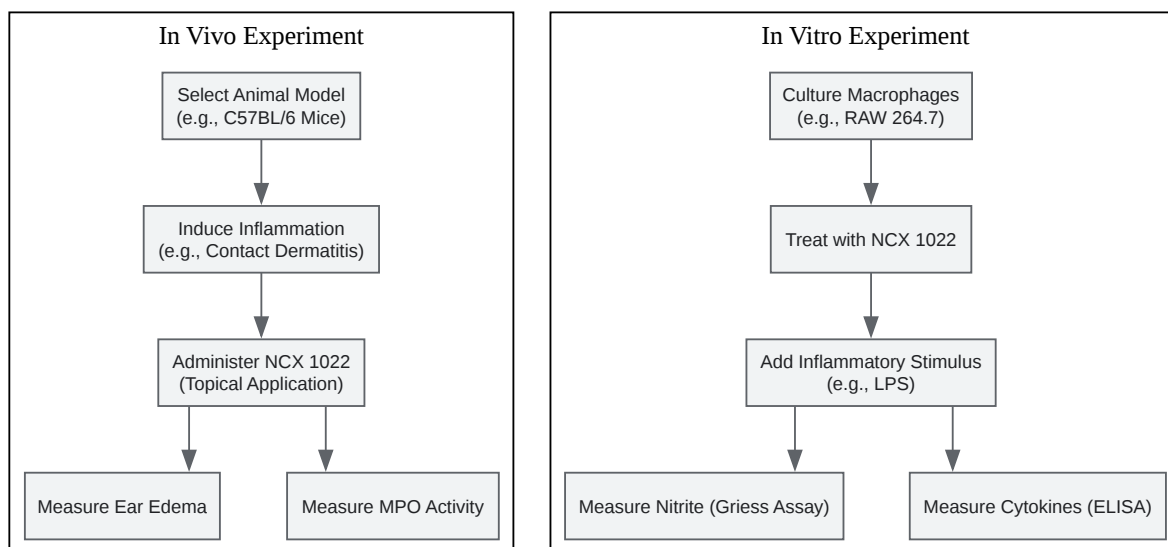 In Vivo Experiment
Select Animal Model
(e.g., C57BL/6 Mice)
Induce Inflammation
(e.g., Contact Dermatitis)
Administer NCX 1022
(Topical Application)
Measure Ear Edema
Measure MPO Activity
In Vitro Experiment
Culture Macrophages
(e.g., RAW 264.7)
Treat with NCX 1022
Add Inflammatory Stimulus
(e.g., LPS)
Measure Nitrite (Griess Assay)
Measure Cytokines (ELISA)